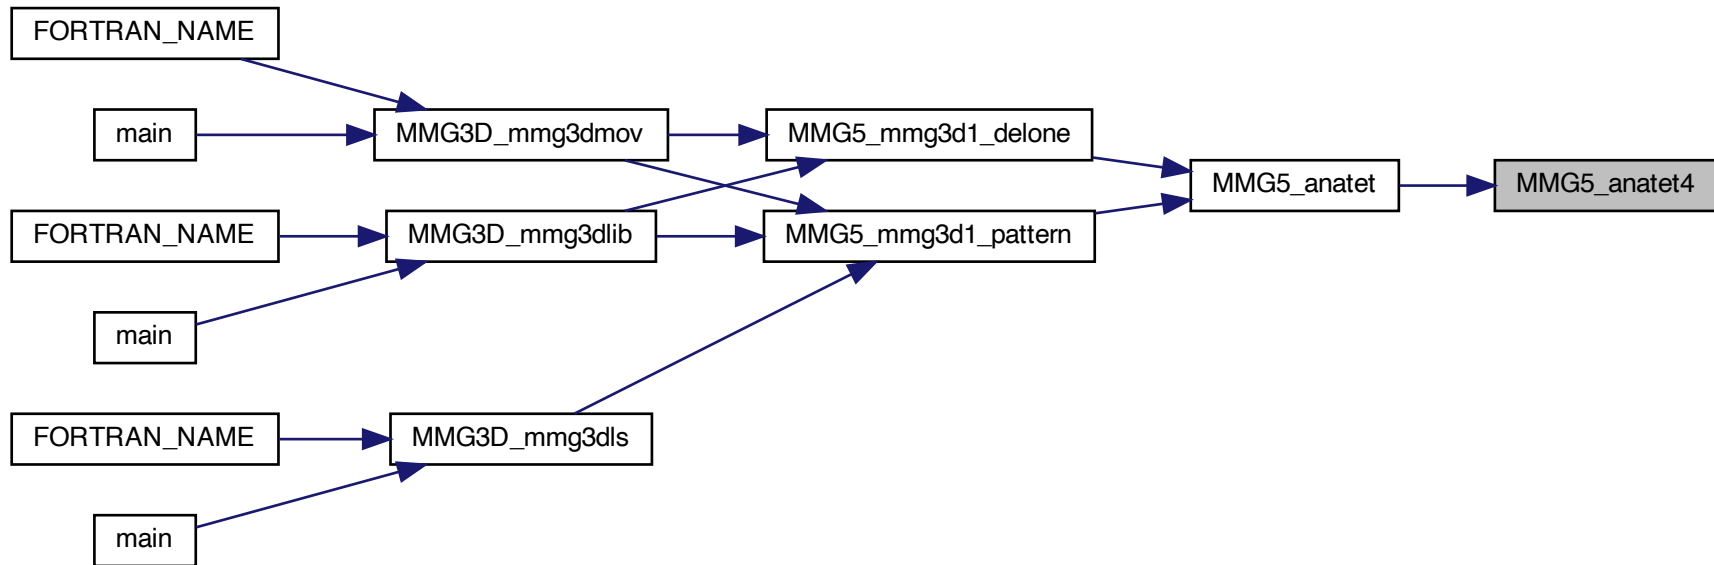 FORTRAN_NAME
main
MMG3D_mmg3dmov
MMG5_mmg3d1_delone
MMG5_anatet
MMG5_anatet4
FORTRAN_NAME
MMG3D_mmg3dlib
MMG5_mmg3d1_pattern
main
FORTRAN_NAME
MMG3D_mmg3dls
main